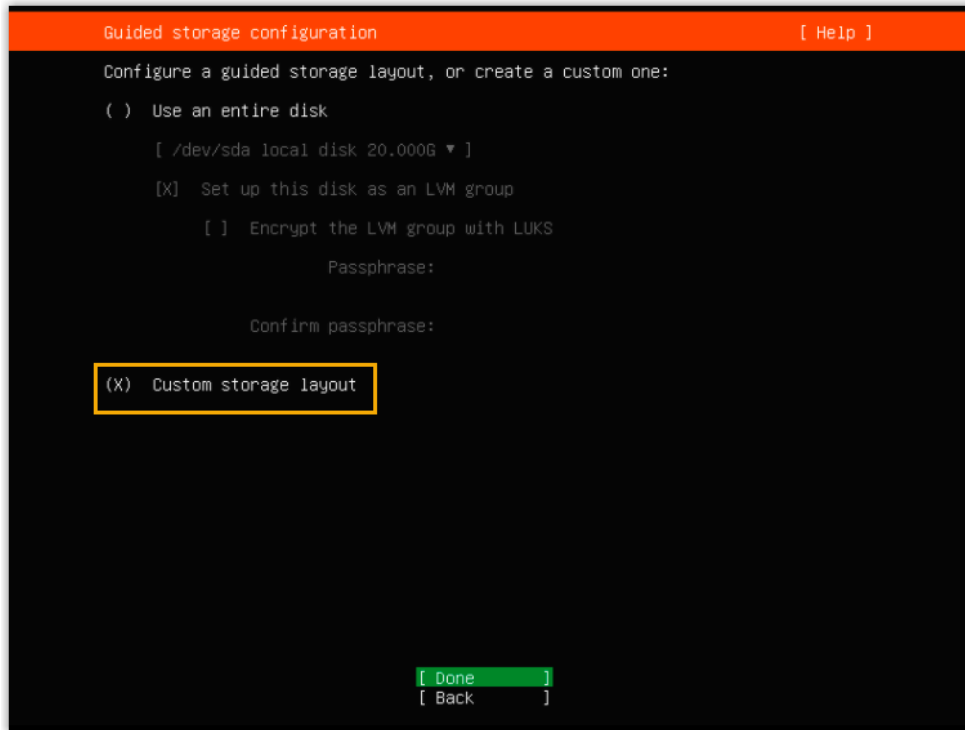 Guided storage configuration [ Help ]
Configure a guided storage layout, or create a custom one:
( ) Use an entire disk
[ /dev/sda local disk 20.000G ▾ ]
[X] Set up this disk as an LVM group
[ ] Encrypt the LVM group with LUKS
Passphrase:
Confirm passphrase:
(X) Custom storage layout
[ Done ]
[ Back ]